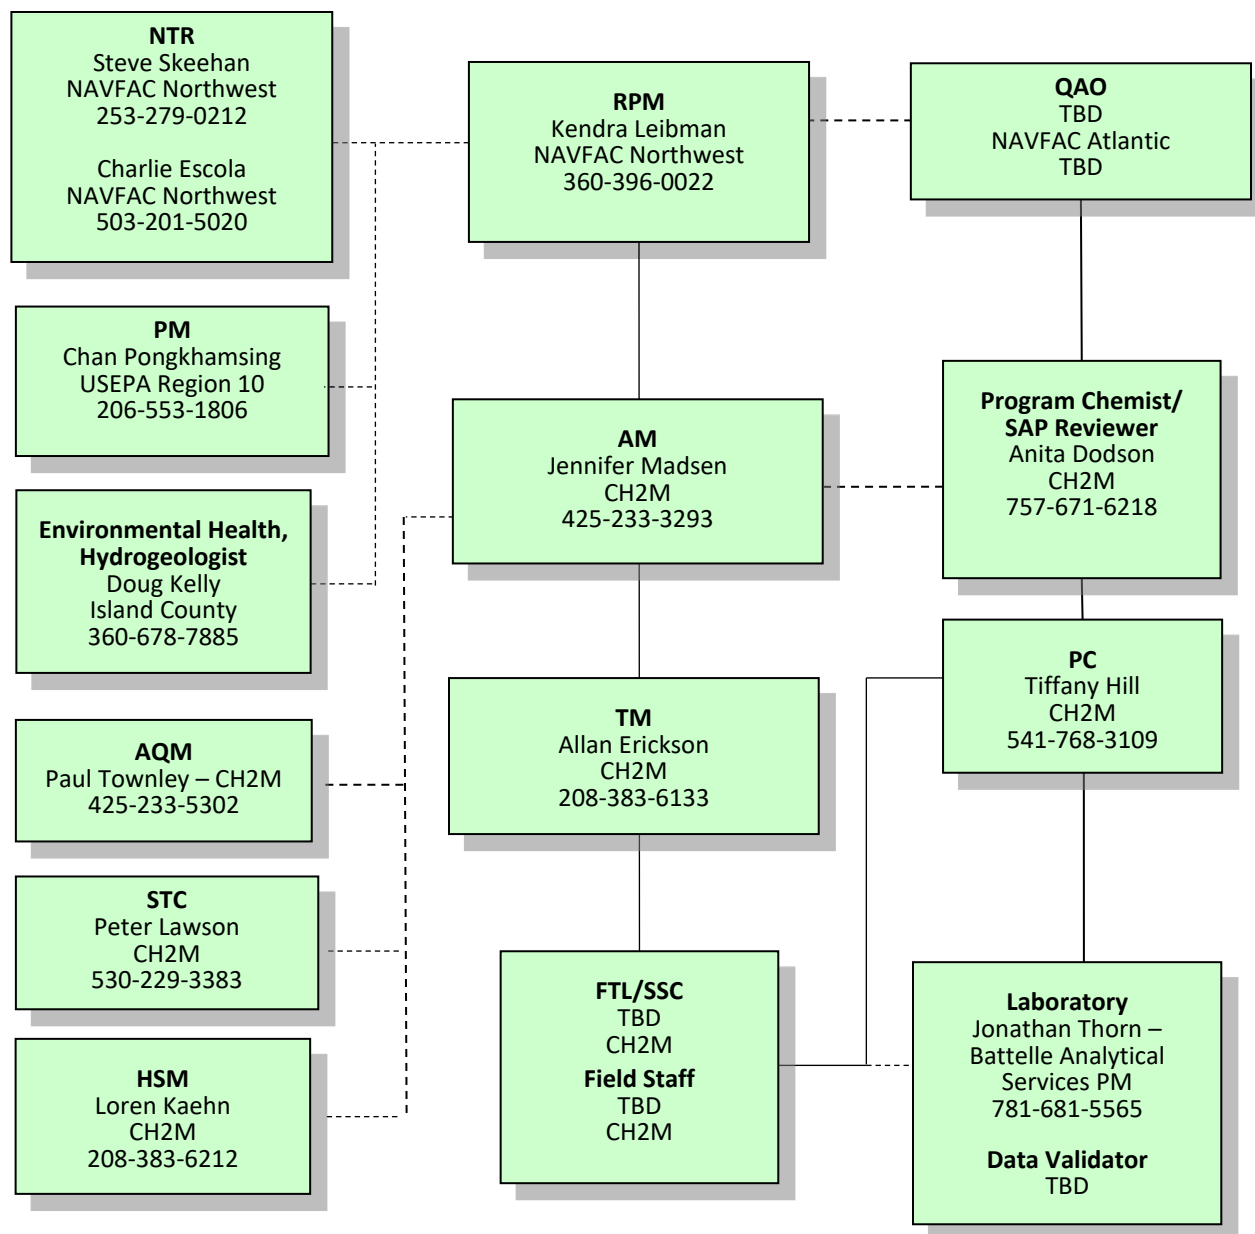 NTR
Steve Skeehan
NAVFAC Northwest
253-279-0212
Charlie Escola
NAVFAC Northwest
503-201-5020
RPM
Kendra Leibman
NAVFAC Northwest
360-396-0022
QAO
TBD
NAVFAC Atlantic
TBD
PM
Chan Pongkhamsing
USEPA Region 10
206-553-1806
AM
Jennifer Madsen
CH2M
425-233-3293
Program Chemist/
SAP Reviewer
Anita Dodson
CH2M
757-671-6218
Environmental Health,
Hydrogeologist
Doug Kelly
Island County
360-678-7885
TM
Allan Erickson
CH2M
208-383-6133
PC
Tiffany Hill
CH2M
541-768-3109
AQM
Paul Townley – CH2M
425-233-5302
STC
Peter Lawson
CH2M
530-229-3383
HSM
Loren Kaehn
CH2M
208-383-6212
FTL/SSC
TBD
CH2M
Field Staff
TBD
CH2M
Laboratory
Jonathan Thorn –
Battelle Analytical
Services PM
781-681-5565
Data Validator
TBD